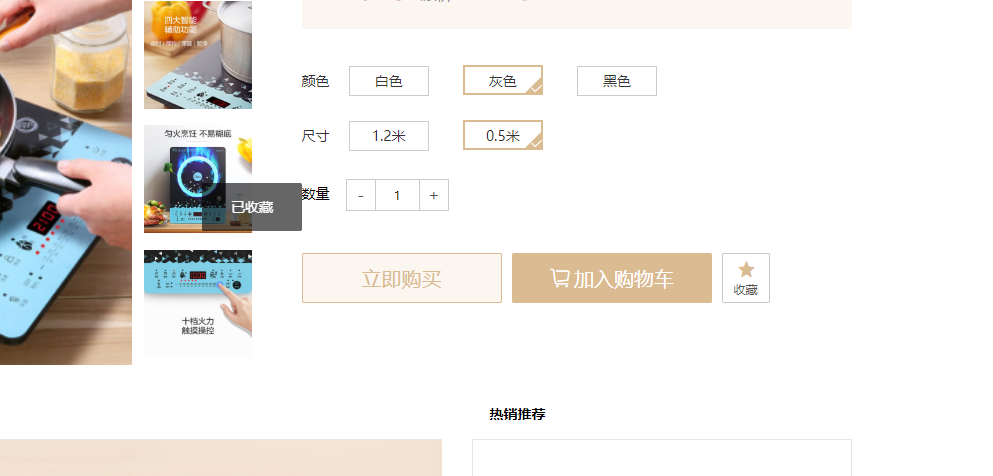 四大智能
辅助功能
颜色
白色
灰色
黑色
尺寸
1.2米
0.5米
匀火烹饪 不易糊底
数量
-
1
+
已收藏
2100
立即购买
加入购物车
收藏
十档火力
触摸操控
热销推荐